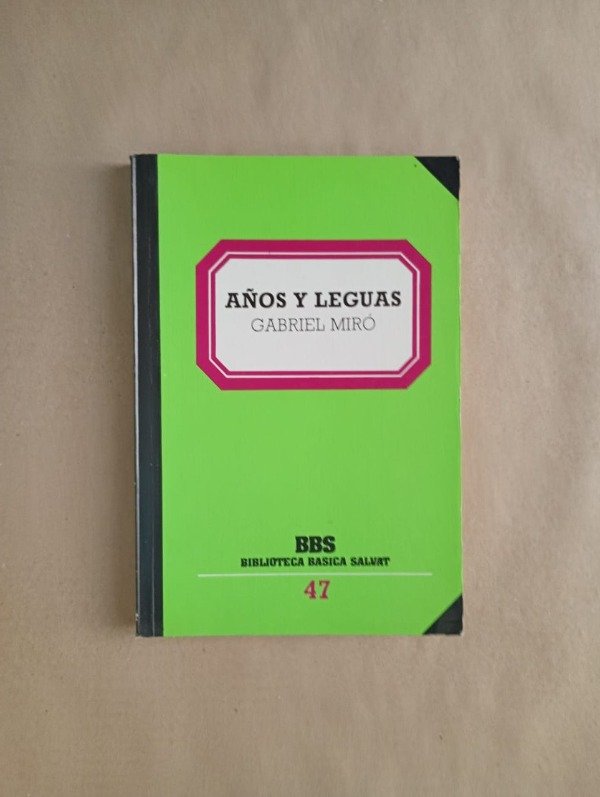 AÑOS Y LEGUAS
GABRIEL MIRÓ
BBS
BIBLIOTECA BASICA SALVAT
47